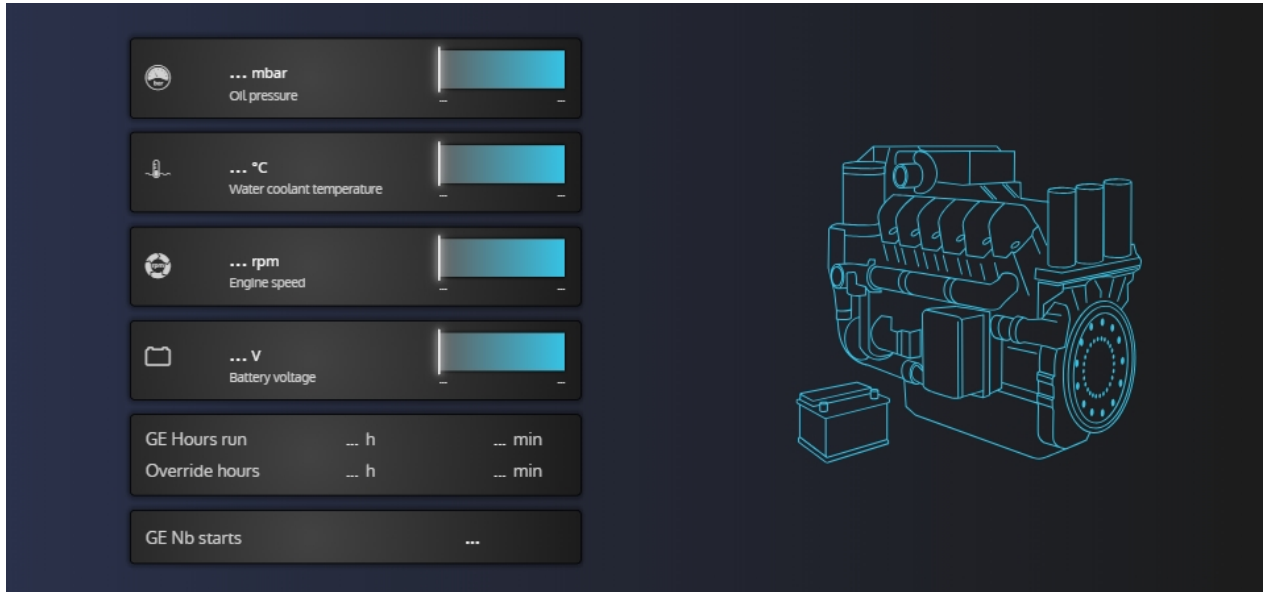 ... mbar
Oil pressure
... °C
Water coolant temperature
... rpm
Engine speed
... V
Battery voltage
GE Hours run ... h ... min
Override hours ... h ... min
GE Nb starts ...